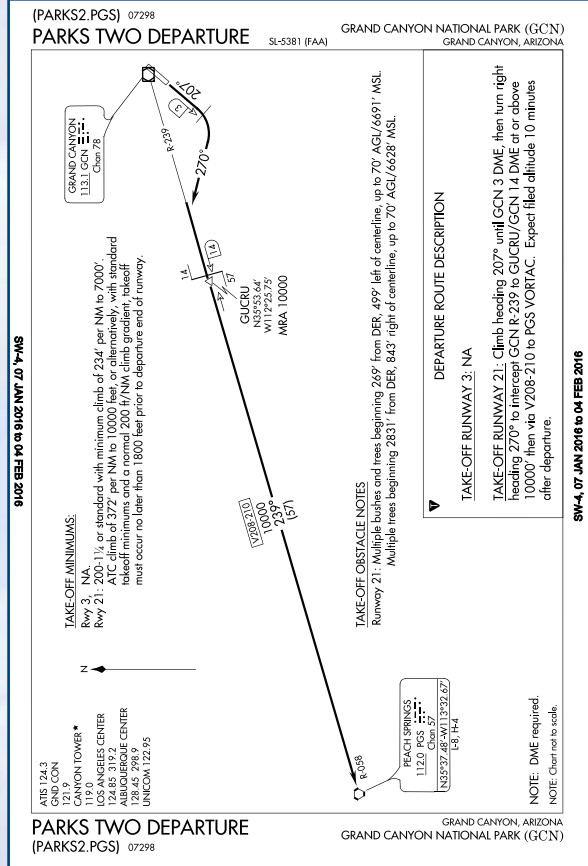 (PARKS2.PGS) 07298
PARKS TWO DEPARTURE
SL-5381 (FAA)
GRAND CANYON NATIONAL PARK (GCN)
GRAND CANYON, ARIZONA
ATIS 124.3
GND CON
121.9
CANYON TOWER★
119.0
LOS ANGELES CENTER
124.85 319.2
ALBUQUERQUE CENTER
128.45 298.9
UNICOM 122.95
N
TAKE-OFF MINIMUMS:
Rwy 3, NA.
Rwy 21: 200-1¼ or standard with minimum climb of 234' per NM to 7000'.
ATC climb of 372' per NM to 10000 feet, or alternatively, with standard
takeoff minimums and a normal 200 ft/NM climb gradient, takeoff
must occur no later than 1800 feet prior to departure end of runway.
GRAND CANYON
113.1 GCN
Chan 78
207°
3
R-239
270°
14
14
57
GUCRU
N35°53.64'
W112°25.75'
MRA 10000
V208-210
10000
239°
(57)
R-058
PEACH SPRINGS
112.0 PGS
Chan 57
N35°37.48'-W113°32.67'
L-8, H-4
TAKE-OFF OBSTACLE NOTES
Runway 21: Multiple bushes and trees beginning 269' from DER, 499' left of centerline, up to 70' AGL/6691' MSL.
Multiple trees beginning 2831' from DER, 843' right of centerline, up to 70' AGL/6628' MSL.
▼
DEPARTURE ROUTE DESCRIPTION
TAKE-OFF RUNWAY 3: NA
TAKE-OFF RUNWAY 21: Climb heading 207° until GCN 3 DME, then turn right
heading 270° to intercept GCN R-239 to GUCRU/GCN 14 DME at or above
10000' then via V208-210 to PGS VORTAC. Expect filed altitude 10 minutes
after departure.
NOTE: DME required.
NOTE: Chart not to scale.
SW-4, 07 JAN 2016 to 04 FEB 2016
SW-4, 07 JAN 2016 to 04 FEB 2016
PARKS TWO DEPARTURE
(PARKS2.PGS) 07298
GRAND CANYON, ARIZONA
GRAND CANYON NATIONAL PARK (GCN)